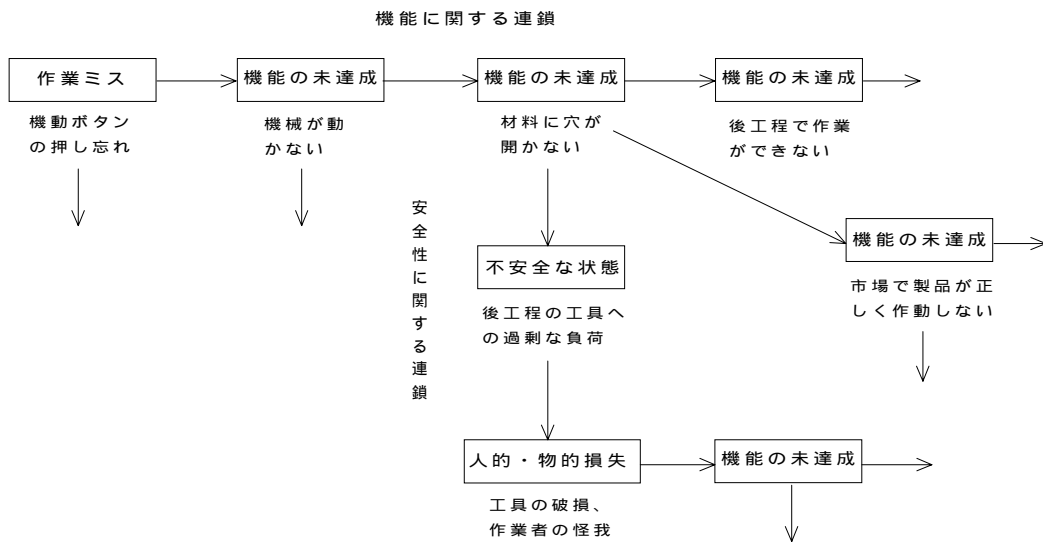 機能に関する連鎖
作業ミス
機能の未達成
機能の未達成
機能の未達成
機動ボタン
の押し忘れ
機械が動
かない
材料に穴が
開かない
後工程で作業
ができない
安全性に関する連鎖
不安全な状態
機能の未達成
後工程の工具へ
の過剰な負荷
市場で製品が正
しく作動しない
人的・物的損失
機能の未達成
工具の破損、
作業者の怪我